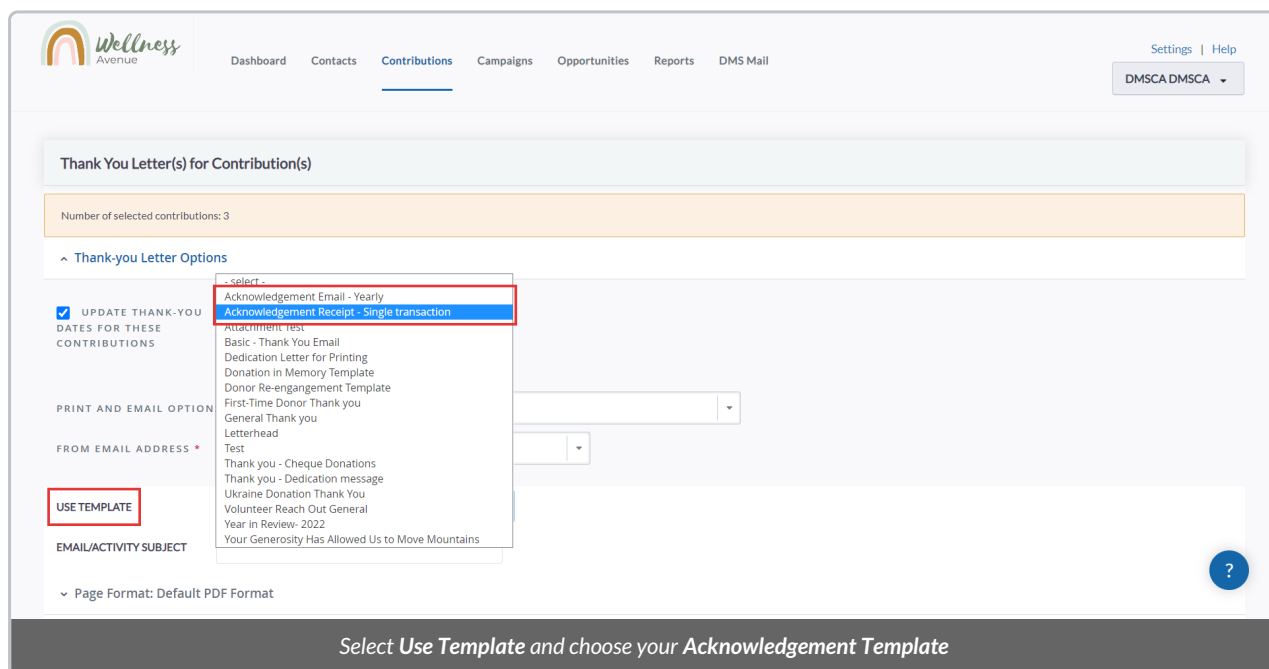 Wellness
Avenue
Dashboard Contacts Contributions Campaigns Opportunities Reports DMS Mail
Settings | Help
DMSCA DMSCA
Thank You Letter(s) for Contribution(s)
Number of selected contributions: 3
Thank-you Letter Options
- select -
Acknowledgement Email - Yearly
Acknowledgement Receipt - Single transaction
Attachment Test
Basic - Thank You Email
Dedication Letter for Printing
Donation in Memory Template
Donor Re-engangement Template
First-Time Donor Thank you
General Thank you
Letterhead
Test
Thank you - Cheque Donations
Thank you - Dedication message
Ukraine Donation Thank You
Volunteer Reach Out General
Year in Review- 2022
Your Generosity Has Allowed Us to Move Mountains
UPDATE THANK-YOU
DATES FOR THESE
CONTRIBUTIONS
PRINT AND EMAIL OPTION
FROM EMAIL ADDRESS *
USE TEMPLATE
EMAIL/ACTIVITY SUBJECT
?
Page Format: Default PDF Format
Select Use Template and choose your Acknowledgement Template